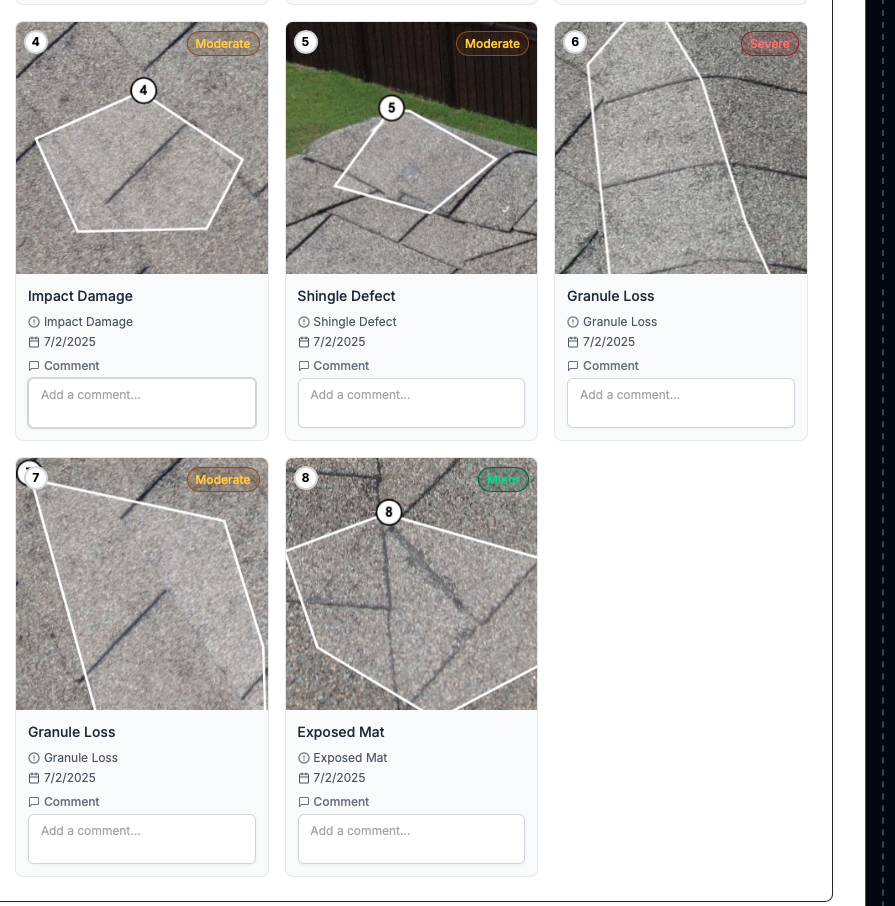 4
Moderate
4
Impact Damage
Impact Damage
7/2/2025
Comment
Add a comment...
5
Moderate
5
Shingle Defect
Shingle Defect
7/2/2025
Comment
Add a comment...
6
Severe
Granule Loss
Granule Loss
7/2/2025
Comment
Add a comment...
7
Moderate
Granule Loss
Granule Loss
7/2/2025
Comment
Add a comment...
8
Minor
8
Exposed Mat
Exposed Mat
7/2/2025
Comment
Add a comment...